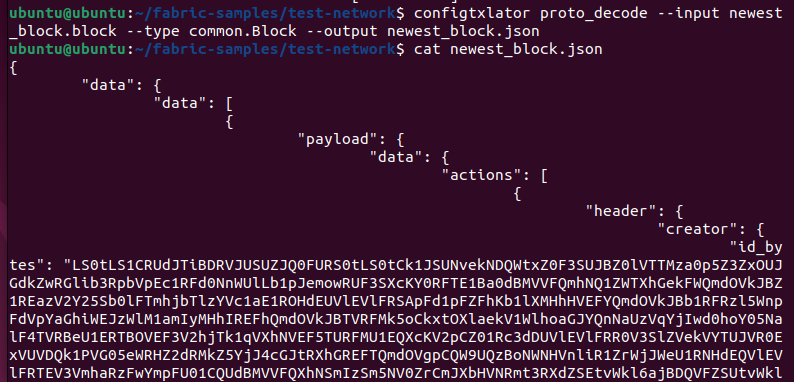 ubuntu@ubuntu:~/fabric-samples/test-network$ configtxlator proto_decode --input newest
_block.block --type common.Block --output newest_block.json
ubuntu@ubuntu:~/fabric-samples/test-network$ cat newest_block.json
{
"data": {
"data": [
{
"payload": {
"data": {
"actions": [
{
"header": {
"creator": {
"id_by
tes": "LS0tLS1CRUdJTiBDRVJUSUZJQ0FURS0tLS0tCk1JSUNvekNDQWtxZ0F3SUJBZ0lVTTMza0p5Z3ZxOUJ
GdkZwRGlib3RpbVpEc1RFd0NnWUlLb1pJemowRUF3SXcKY0RFTE1Ba0dBMVVFQmhNQ1ZWTXhGekFWQmdOVkJBZ
1REazV2Y25Sb0lFTmhjbTlzYVc1aE1ROHdEUVlEVlFRSApFd1pFZFhKb1lXMHhHVEFYQmdOVkJBb1RFRzl5Wnp
FdVpYaGhiWEJzWlM1amIyMHhIREFhQmdOVkJBTVRFMk5oCkxtOXlaekV1WlhoaGJYQnNaUzVqYjIwd0hoY05Na
lF4TVRBeU1ERTBOVEF3V2hjTk1qVXhNVEF5TURFMU1EQXcKV2pCZ01Rc3dDUVlEVlFRR0V3SlZVekVYTUJVR0E
xVUVDQk1PVG05eWRHZ2dRMkZ5YjJ4cGJtRXhGREFTQmdOVgpCQW9UQzBoNWNHVnliR1ZrWjJWeU1RNHdEQVlEV
lFRTEV3VmhaRzFwYmpFU01CQUdBMVVFQXhNSmIzSm5NV0ZrCmJXbHVNRmt3RXdZSEtvWkl6ajBDQVFZSUtvWkl